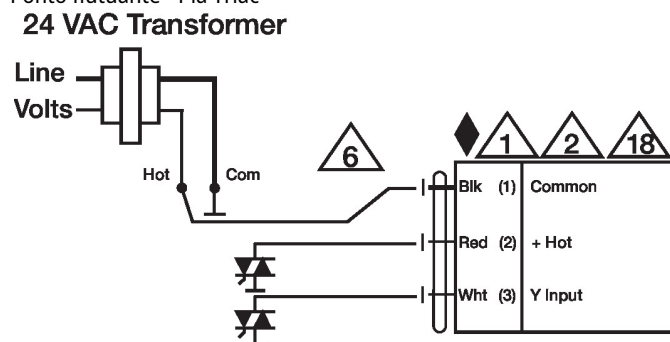 Ponto flutuante - Via Triac
24 VAC Transformer
Line
Volts
Hot
Com
6
1
2
18
Blk (1) Common
Red (2) + Hot
Wht (3) Y Input